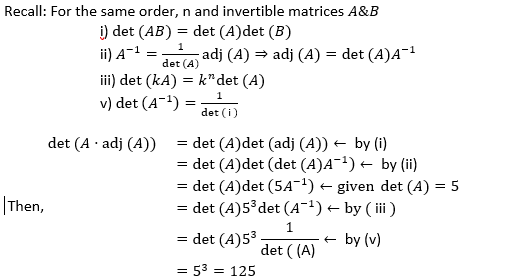 Recall: For the same order, n and invertible matrices A&B
i) det (AB) = det (A)det (B)
ii) A⁻¹ = 1/det (A) adj (A) ⇒ adj (A) = det (A)A⁻¹
iii) det (kA) = kⁿdet (A)
v) det (A⁻¹) = 1/det ( i )
det (A · adj (A)) = det (A)det (adj (A)) ← by (i)
= det (A)det (det (A)A⁻¹) ← by (ii)
= det (A)det (5A⁻¹) ← given det (A) = 5
Then, = det (A)5³det (A⁻¹) ← by ( iii )
= det (A)5³ 1/det ( (A) ← by (v)
= 5³ = 125